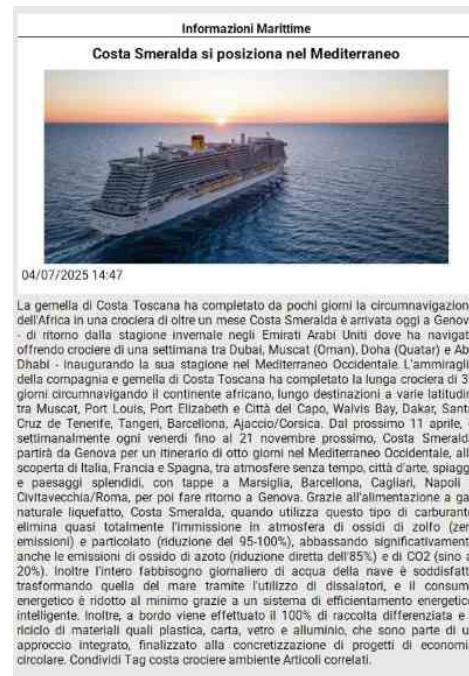 Informazioni Marittime
Costa Smeralda si posiziona nel Mediterraneo
04/07/2025 14:47
La gemella di Costa Toscana ha completato da pochi giorni la circumnavigazion
dell'Africa in una crociera di oltre un mese Costa Smeralda è arrivata oggi a Genov
- di ritorno dalla stagione invernale negli Emirati Arabi Uniti dove ha navigat
offrendo crociere di una settimana tra Dubai, Muscat (Oman), Doha (Quatar) e Ab
Dhabi - inaugurando la sua stagione nel Mediterraneo Occidentale. L'ammiragli
della compagnia e gemella di Costa Toscana ha completato la lunga crociera di 3
giorni circumnavigando il continente africano, lungo destinazioni a varie latitudin
tra Muscat, Port Louis, Port Elizabeth e Città del Capo, Walvis Bay, Dakar, Sant
Cruz de Tenerife, Tangeri, Barcellona, Ajaccio/Corsica. Dal prossimo 11 aprile,
settimanalmente ogni venerdì fino al 21 novembre prossimo, Costa Smerald
partirà da Genova per un itinerario di otto giorni nel Mediterraneo Occidentale, all
scoperta di Italia, Francia e Spagna, tra atmosfere senza tempo, città d'arte, spiagg
e paesaggi splendidi, con tappe a Marsiglia, Barcellona, Cagliari, Napoli
Civitavecchia/Roma, per poi fare ritorno a Genova. Grazie all'alimentazione a ga
naturale liquefatto, Costa Smeralda, quando utilizza questo tipo di carburant
elimina quasi totalmente l'immissione in atmosfera di ossidi di zolfo (zer
emissioni) e particolato (riduzione del 95-100%), abbassando significativament
anche le emissioni di ossido di azoto (riduzione diretta dell'85%) e di CO2 (sino a
20%). Inoltre l'intero fabbisogno giornaliero di acqua della nave è soddisfatt
trasformando quella del mare tramite l'utilizzo di dissalatori, e il consum
energetico è ridotto al minimo grazie a un sistema di efficientamento energetic
intelligente. Inoltre, a bordo viene effettuato il 100% di raccolta differenziata e
riciclo di materiali quali plastica, carta, vetro e alluminio, che sono parte di u
approccio integrato, finalizzato alla concretizzazione di progetti di economi
circolare. Condividi Tag costa crociere ambiente Articoli correlati.